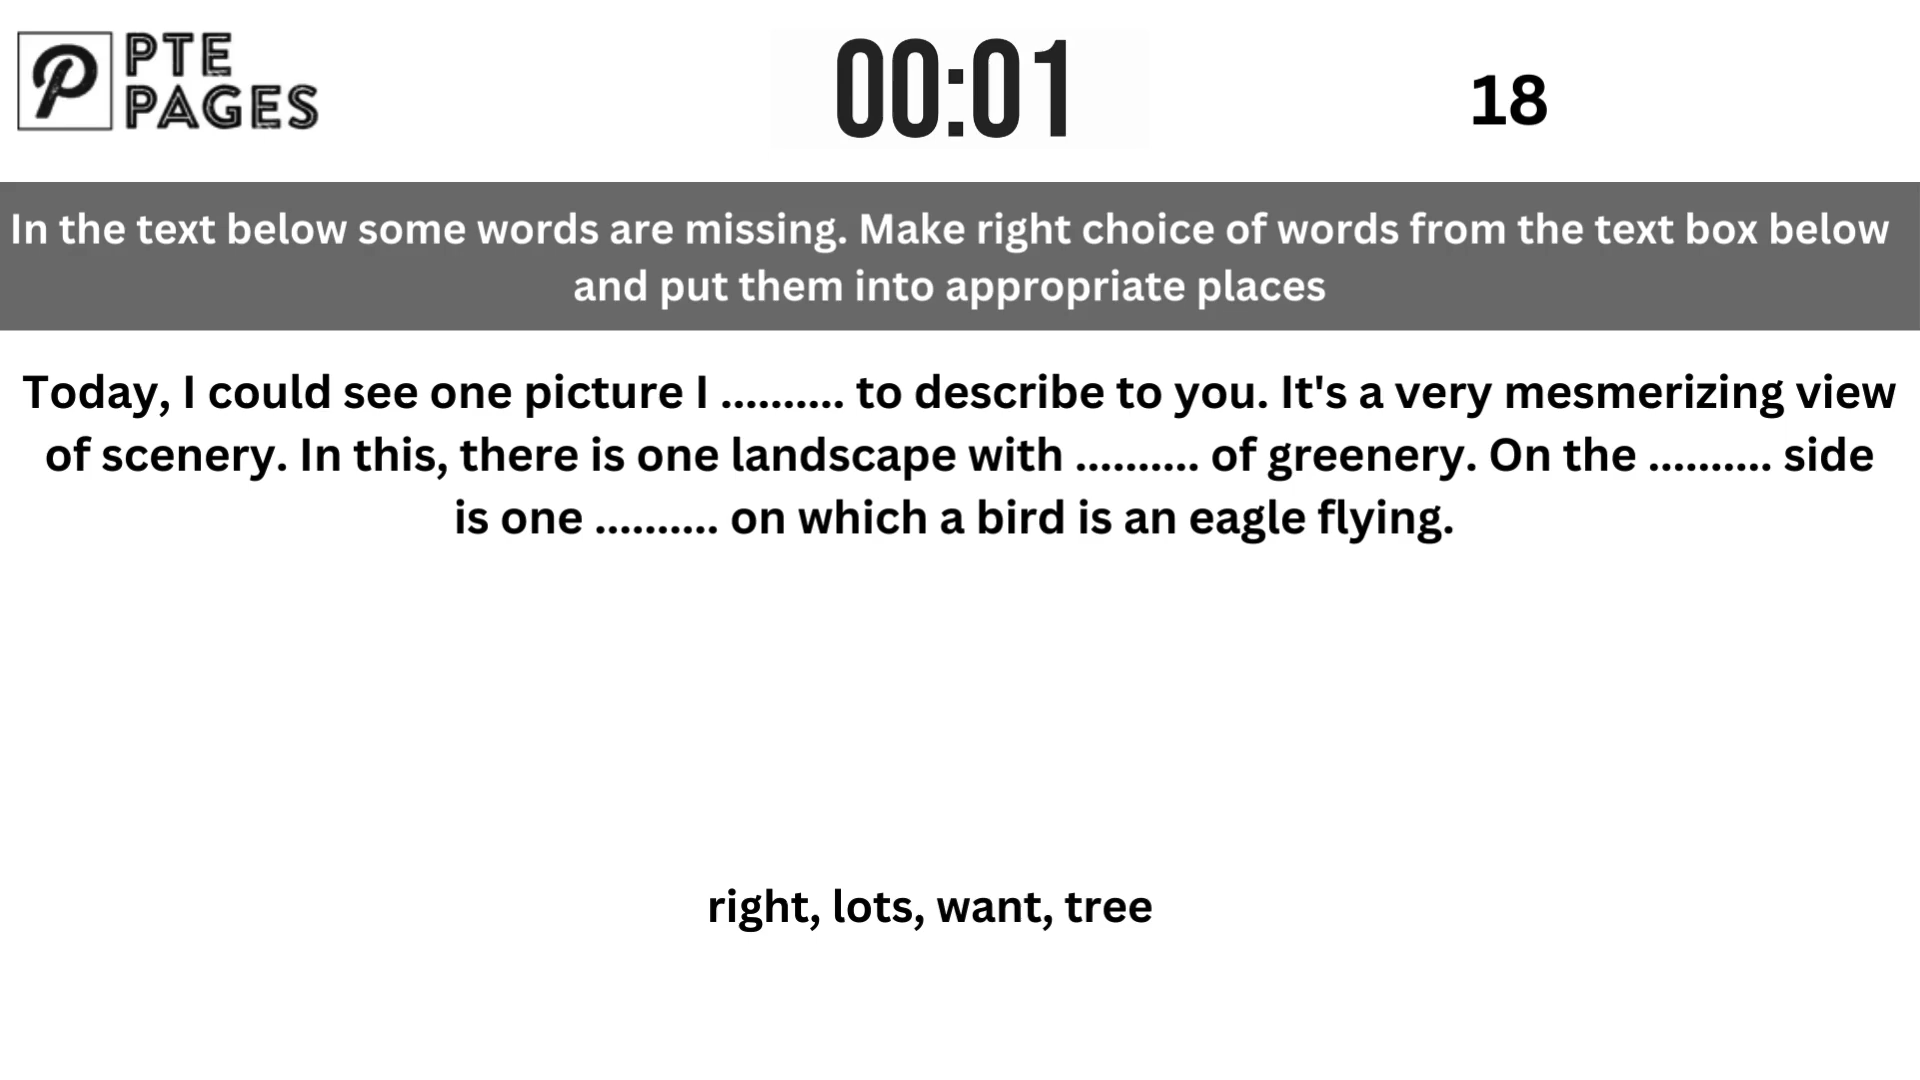 PTE
PAGES
00:01
18
In the text below some words are missing. Make right choice of words from the text box below
and put them into appropriate places
Today, I could see one picture I .......... to describe to you. It's a very mesmerizing view
of scenery. In this, there is one landscape with .......... of greenery. On the .......... side
is one .......... on which a bird is an eagle flying.
right, lots, want, tree